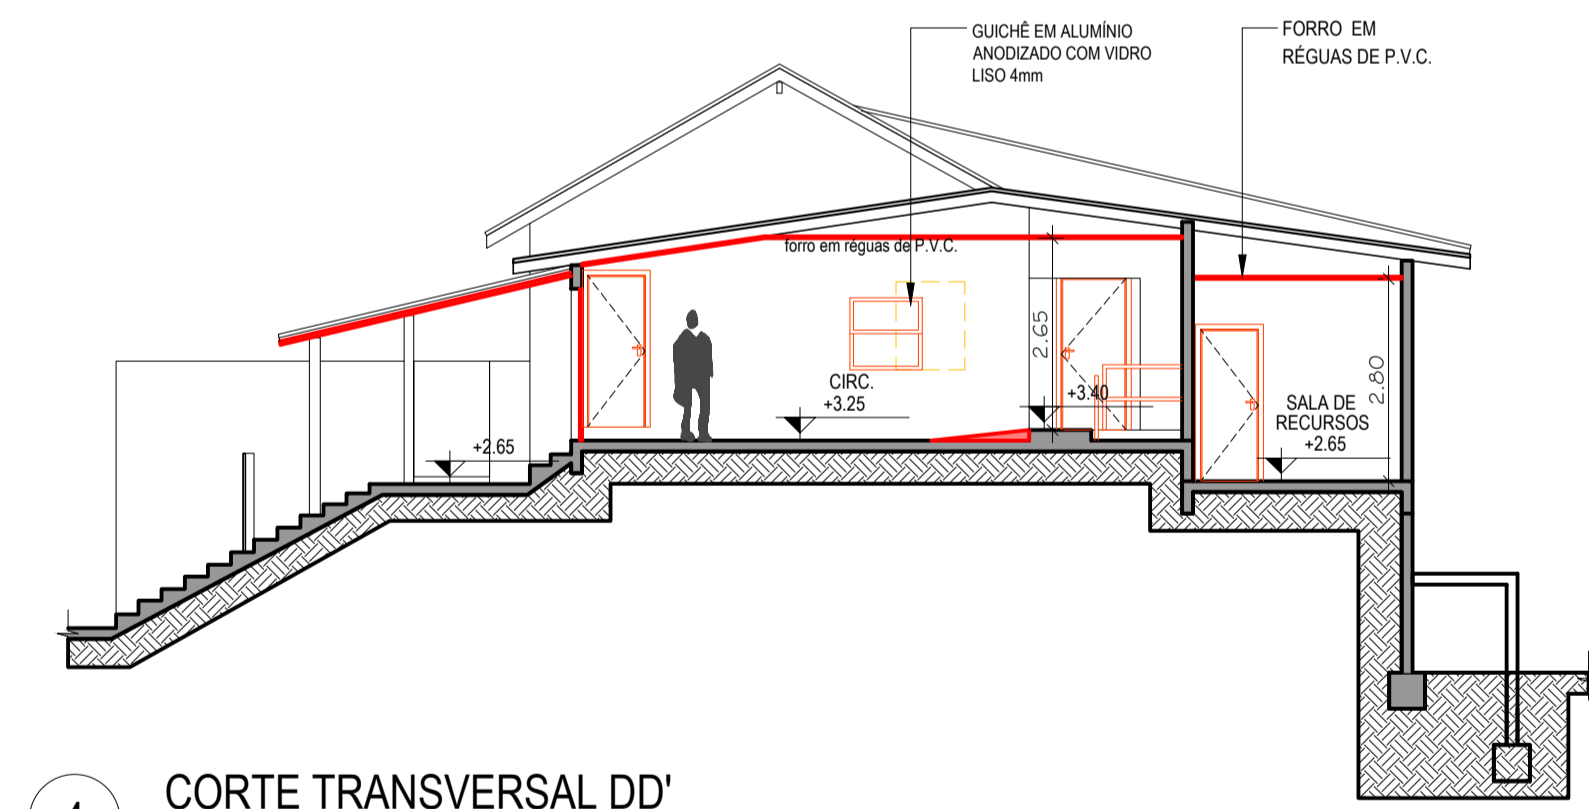 GUICHÊ EM ALUMÍNIO
ANODIZADO COM VIDRO
LISO 4mm
FORRO EM
RÉGUAS DE P.V.C.
forro em réguas de P.V.C.
2.65
CIRC.
+3.25
+3.40
2.80
SALA DE
RECURSOS
+2.65
+2.65
CORTE TRANSVERSAL DD'